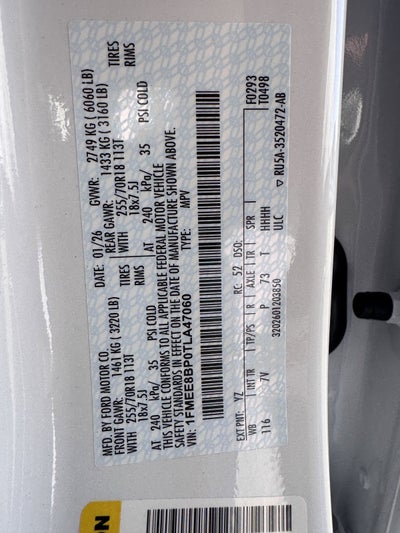 MFD. BY FORD MOTOR CO.
DATE: 01/26 GVWR: 2749 KG ( 6060 LB)
FRONT GAWR: 1461 KG ( 3220 LB) REAR GAWR: 1433 KG ( 3160 LB)
WITH 255/70R18 113T TIRES WITH 255/70R18 113T TIRES
18x7.5J RIMS 18x7.5J RIMS
AT 240 kPa/ 35 PSI COLD AT 240 kPa/ 35 PSI COLD
THIS VEHICLE CONFORMS TO ALL APPLICABLE FEDERAL MOTOR VEHICLE
SAFETY STANDARDS IN EFFECT ON THE DATE OF MANUFACTURE SHOWN ABOVE.
VIN: 1FMEE8BP0TLA47060 TYPE: MPV
F0293
T0498
EXT PNT: YZ RC: 52 DSO:
WB INT TR TP/PS R AXLE TR SPR
116 7V P 73 T HHHH
ULC ▽ RU5A-3520472-AB
3202601203850
ON